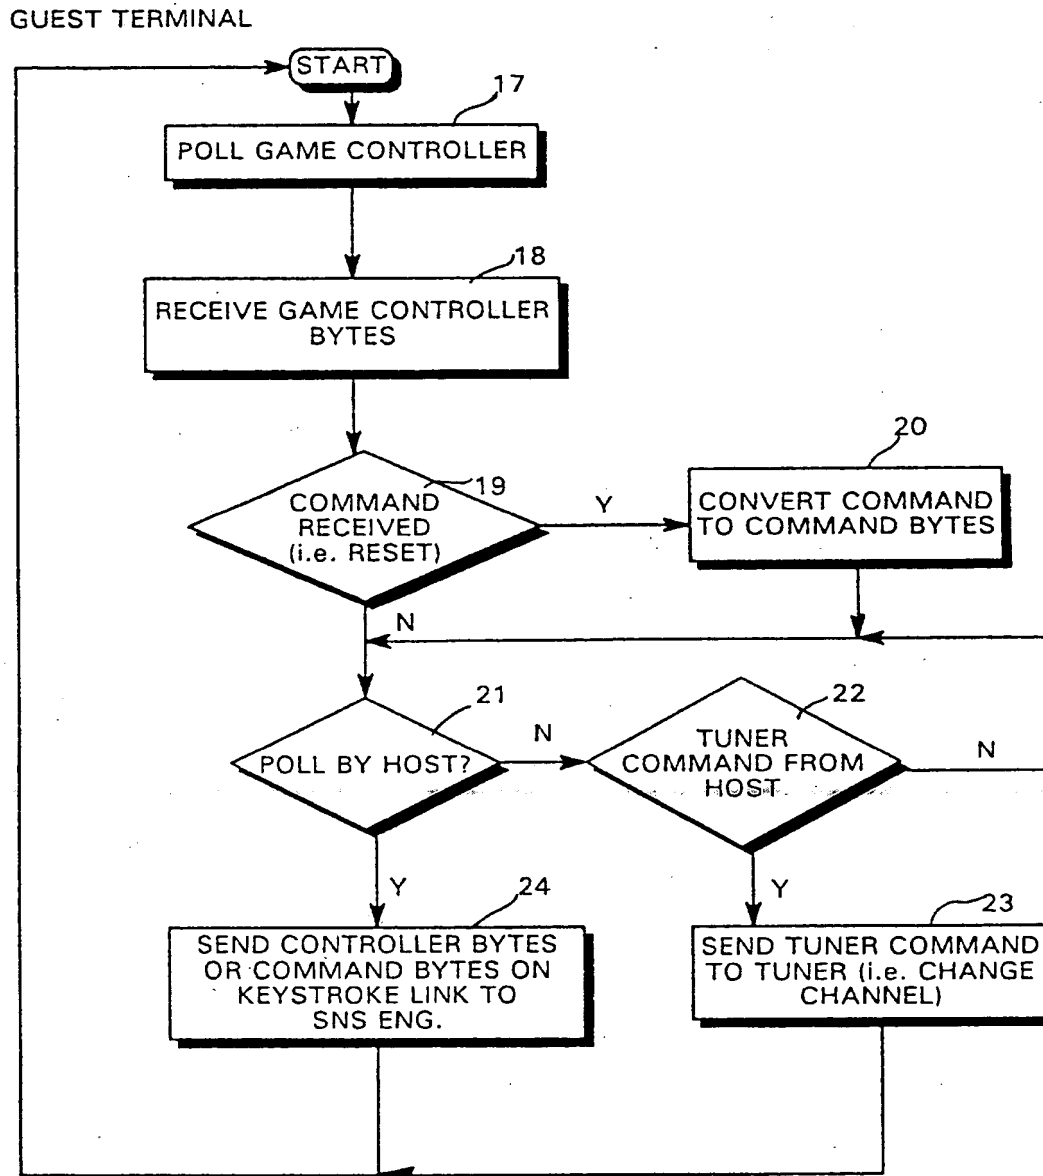 GUEST TERMINAL
START
17
POLL GAME CONTROLLER
18
RECEIVE GAME CONTROLLER
BYTES
19
COMMAND
RECEIVED
(i.e. RESET)
Y
20
CONVERT COMMAND
TO COMMAND BYTES
N
21
POLL BY HOST?
N
22
TUNER
COMMAND FROM
HOST
N
Y
24
SEND CONTROLLER BYTES
OR COMMAND BYTES ON
KEYSTROKE LINK TO
SNS ENG.
Y
23
SEND TUNER COMMAND
TO TUNER (i.e. CHANGE
CHANNEL)